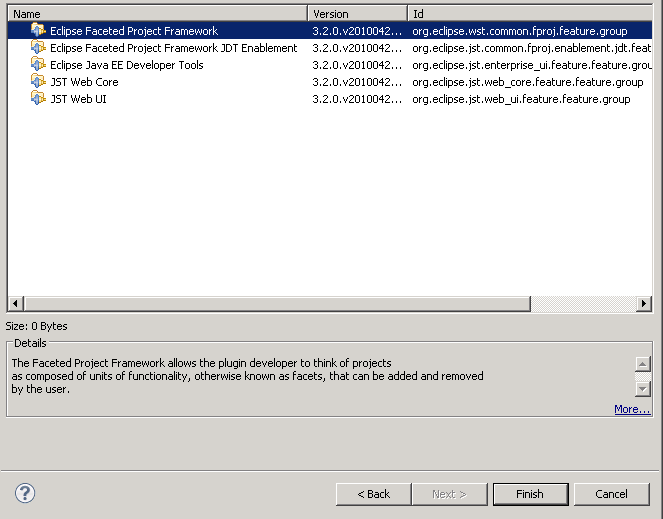 Name Version Id
Eclipse Faceted Project Framework 3.2.0.v2010042... org.eclipse.wst.common.fproj.feature.group
Eclipse Faceted Project Framework JDT Enablement 3.2.0.v2010042... org.eclipse.jst.common.fproj.enablement.jdt.feat
Eclipse Java EE Developer Tools 3.2.0.v2010042... org.eclipse.jst.enterprise_ui.feature.feature.grou
JST Web Core 3.2.0.v2010042... org.eclipse.jst.web_core.feature.feature.group
JST Web UI 3.2.0.v2010042... org.eclipse.jst.web_ui.feature.feature.group
Size: 0 Bytes
Details
The Faceted Project Framework allows the plugin developer to think of projects
as composed of units of functionality, otherwise known as facets, that can be added and removed
by the user.
More...
? < Back Next > Finish Cancel